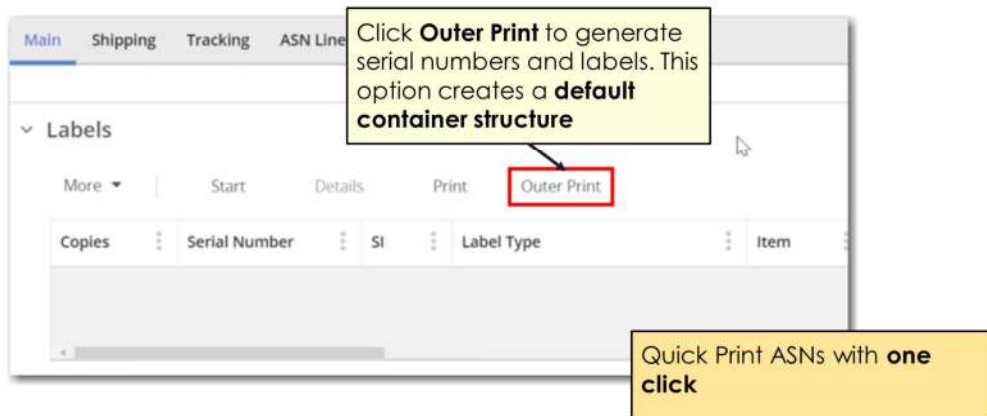 Main Shipping Tracking ASN Line
Click Outer Print to generate
serial numbers and labels. This
option creates a default
container structure
Labels
More Start Details Print Outer Print
Copies Serial Number SI Label Type Item
Quick Print ASNs with one
click